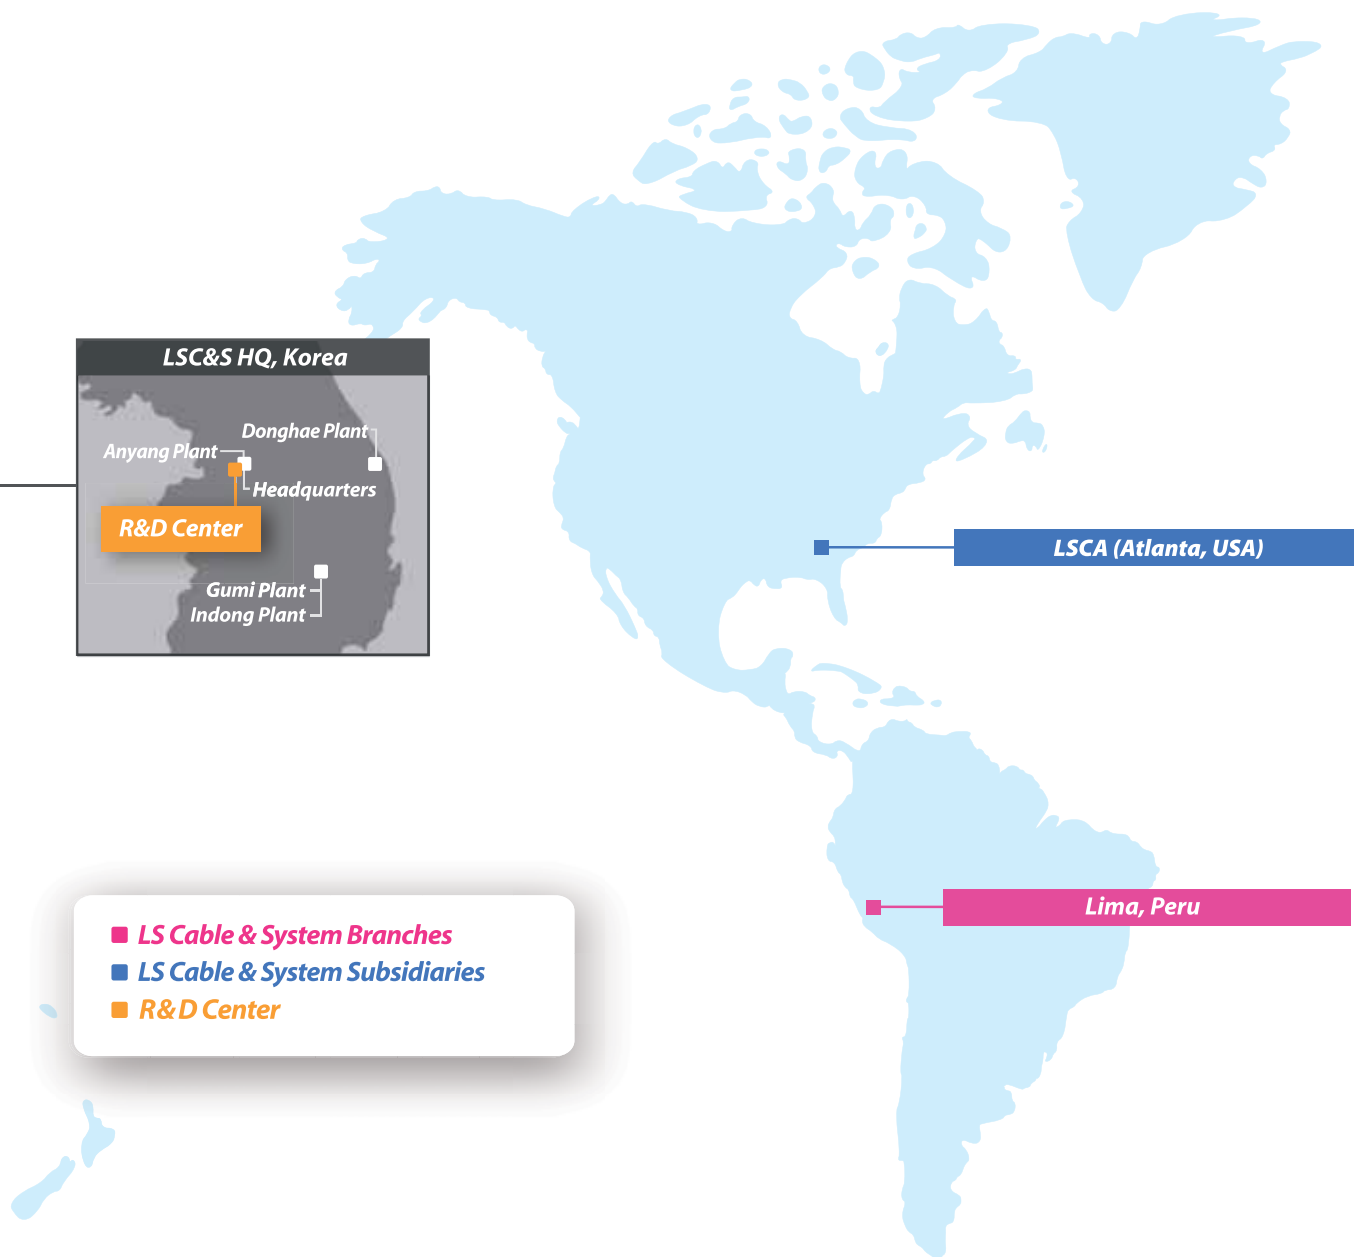 LSC&S HQ, Korea
Donghae Plant
Anyang Plant
Headquarters
R&D Center
Gumi Plant
Indong Plant
LSCA (Atlanta, USA)
Lima, Peru
LS Cable & System Branches
LS Cable & System Subsidiaries
R&D Center